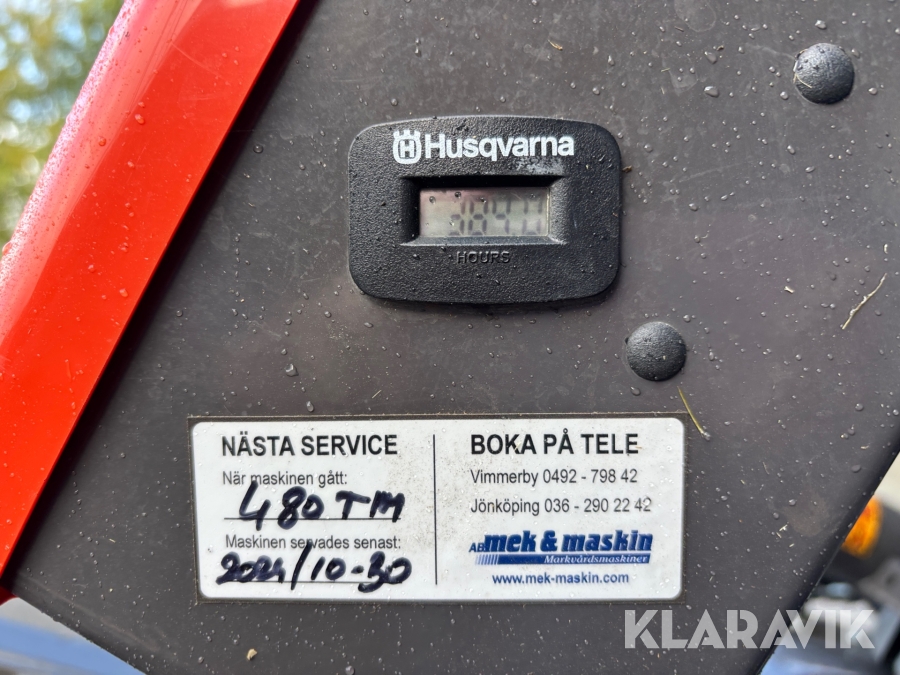 Husqvarna
HOURS
NÄSTA SERVICE
När maskinen gått:
480 TIM
Maskinen servades senast:
2024/10-30
BOKA PÅ TELE
Vimmerby 0492 - 798 42
Jönköping 036 - 290 22 42
AB mek & maskin
Markvårdsmaskiner
www.mek-maskin.com
KLARAVIK